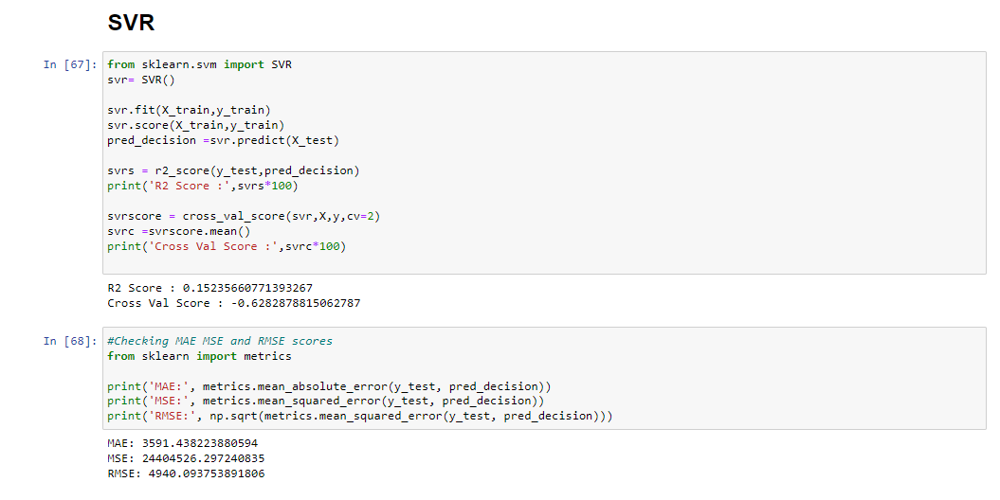 SVR
In [67]:
from sklearn.svm import SVR
svr= SVR()
svr.fit(X_train,y_train)
svr.score(X_train,y_train)
pred_decision =svr.predict(X_test)
svrs = r2_score(y_test,pred_decision)
print('R2 Score :',svrs*100)
svrscore = cross_val_score(svr,X,y,cv=2)
svrc =svrscore.mean()
print('Cross Val Score :',svrc*100)
R2 Score : 0.15235660771393267
Cross Val Score : -0.6282878815062787
In [68]:
#Checking MAE MSE and RMSE scores
from sklearn import metrics
print('MAE:', metrics.mean_absolute_error(y_test, pred_decision))
print('MSE:', metrics.mean_squared_error(y_test, pred_decision))
print('RMSE:', np.sqrt(metrics.mean_squared_error(y_test, pred_decision)))
MAE: 3591.438223880594
MSE: 24404526.297240835
RMSE: 4940.093753891806